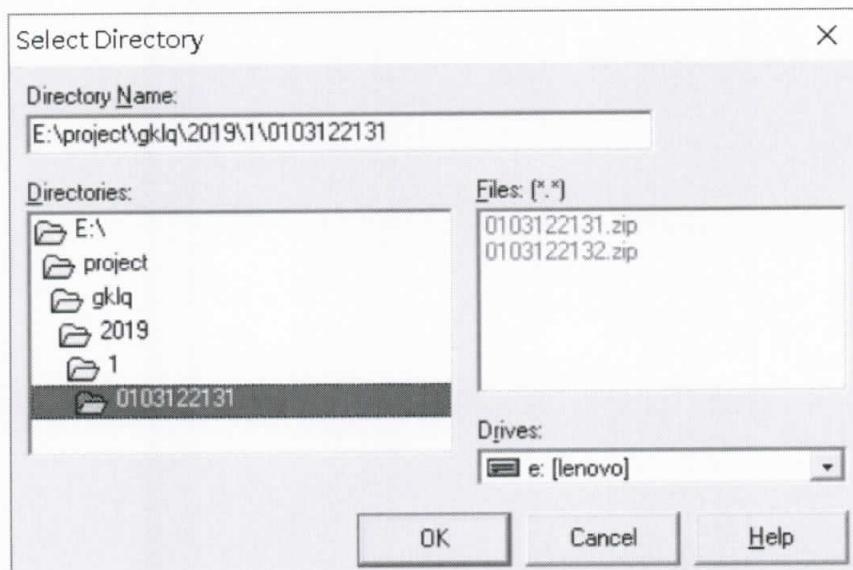 Select Directory
Directory Name:
E:\project\gklq\2019\1\0103122131
Directories:
E:\
project
gklq
2019
1
0103122131
Files: (*.*)
0103122131.zip
0103122132.zip
Drives:
e: [lenovo]
OK
Cancel
Help